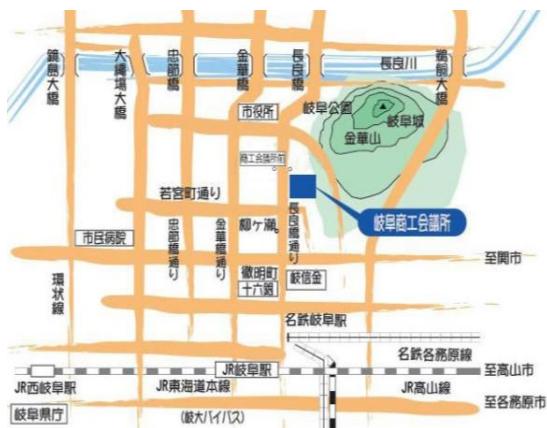 鏡島大橋
大縄場大橋
忠節橋
金華橋
長良橋
長良川
鵜飼大橋
市役所
岐阜公園
岐阜城
金華山
商工会議所前
若宮町通り
岐阜商工会議所
柳ヶ瀬
長良橋通り
市民病院
忠節橋通り
金華橋通り
環状線
徹明町
十六銀
岐信金
至関市
名鉄岐阜駅
名鉄各務原線
JR岐阜駅
至高山市
JR西岐阜駅
JR東海道本線
JR高山線
岐阜県庁
(岐大バイパス)
至各務原市